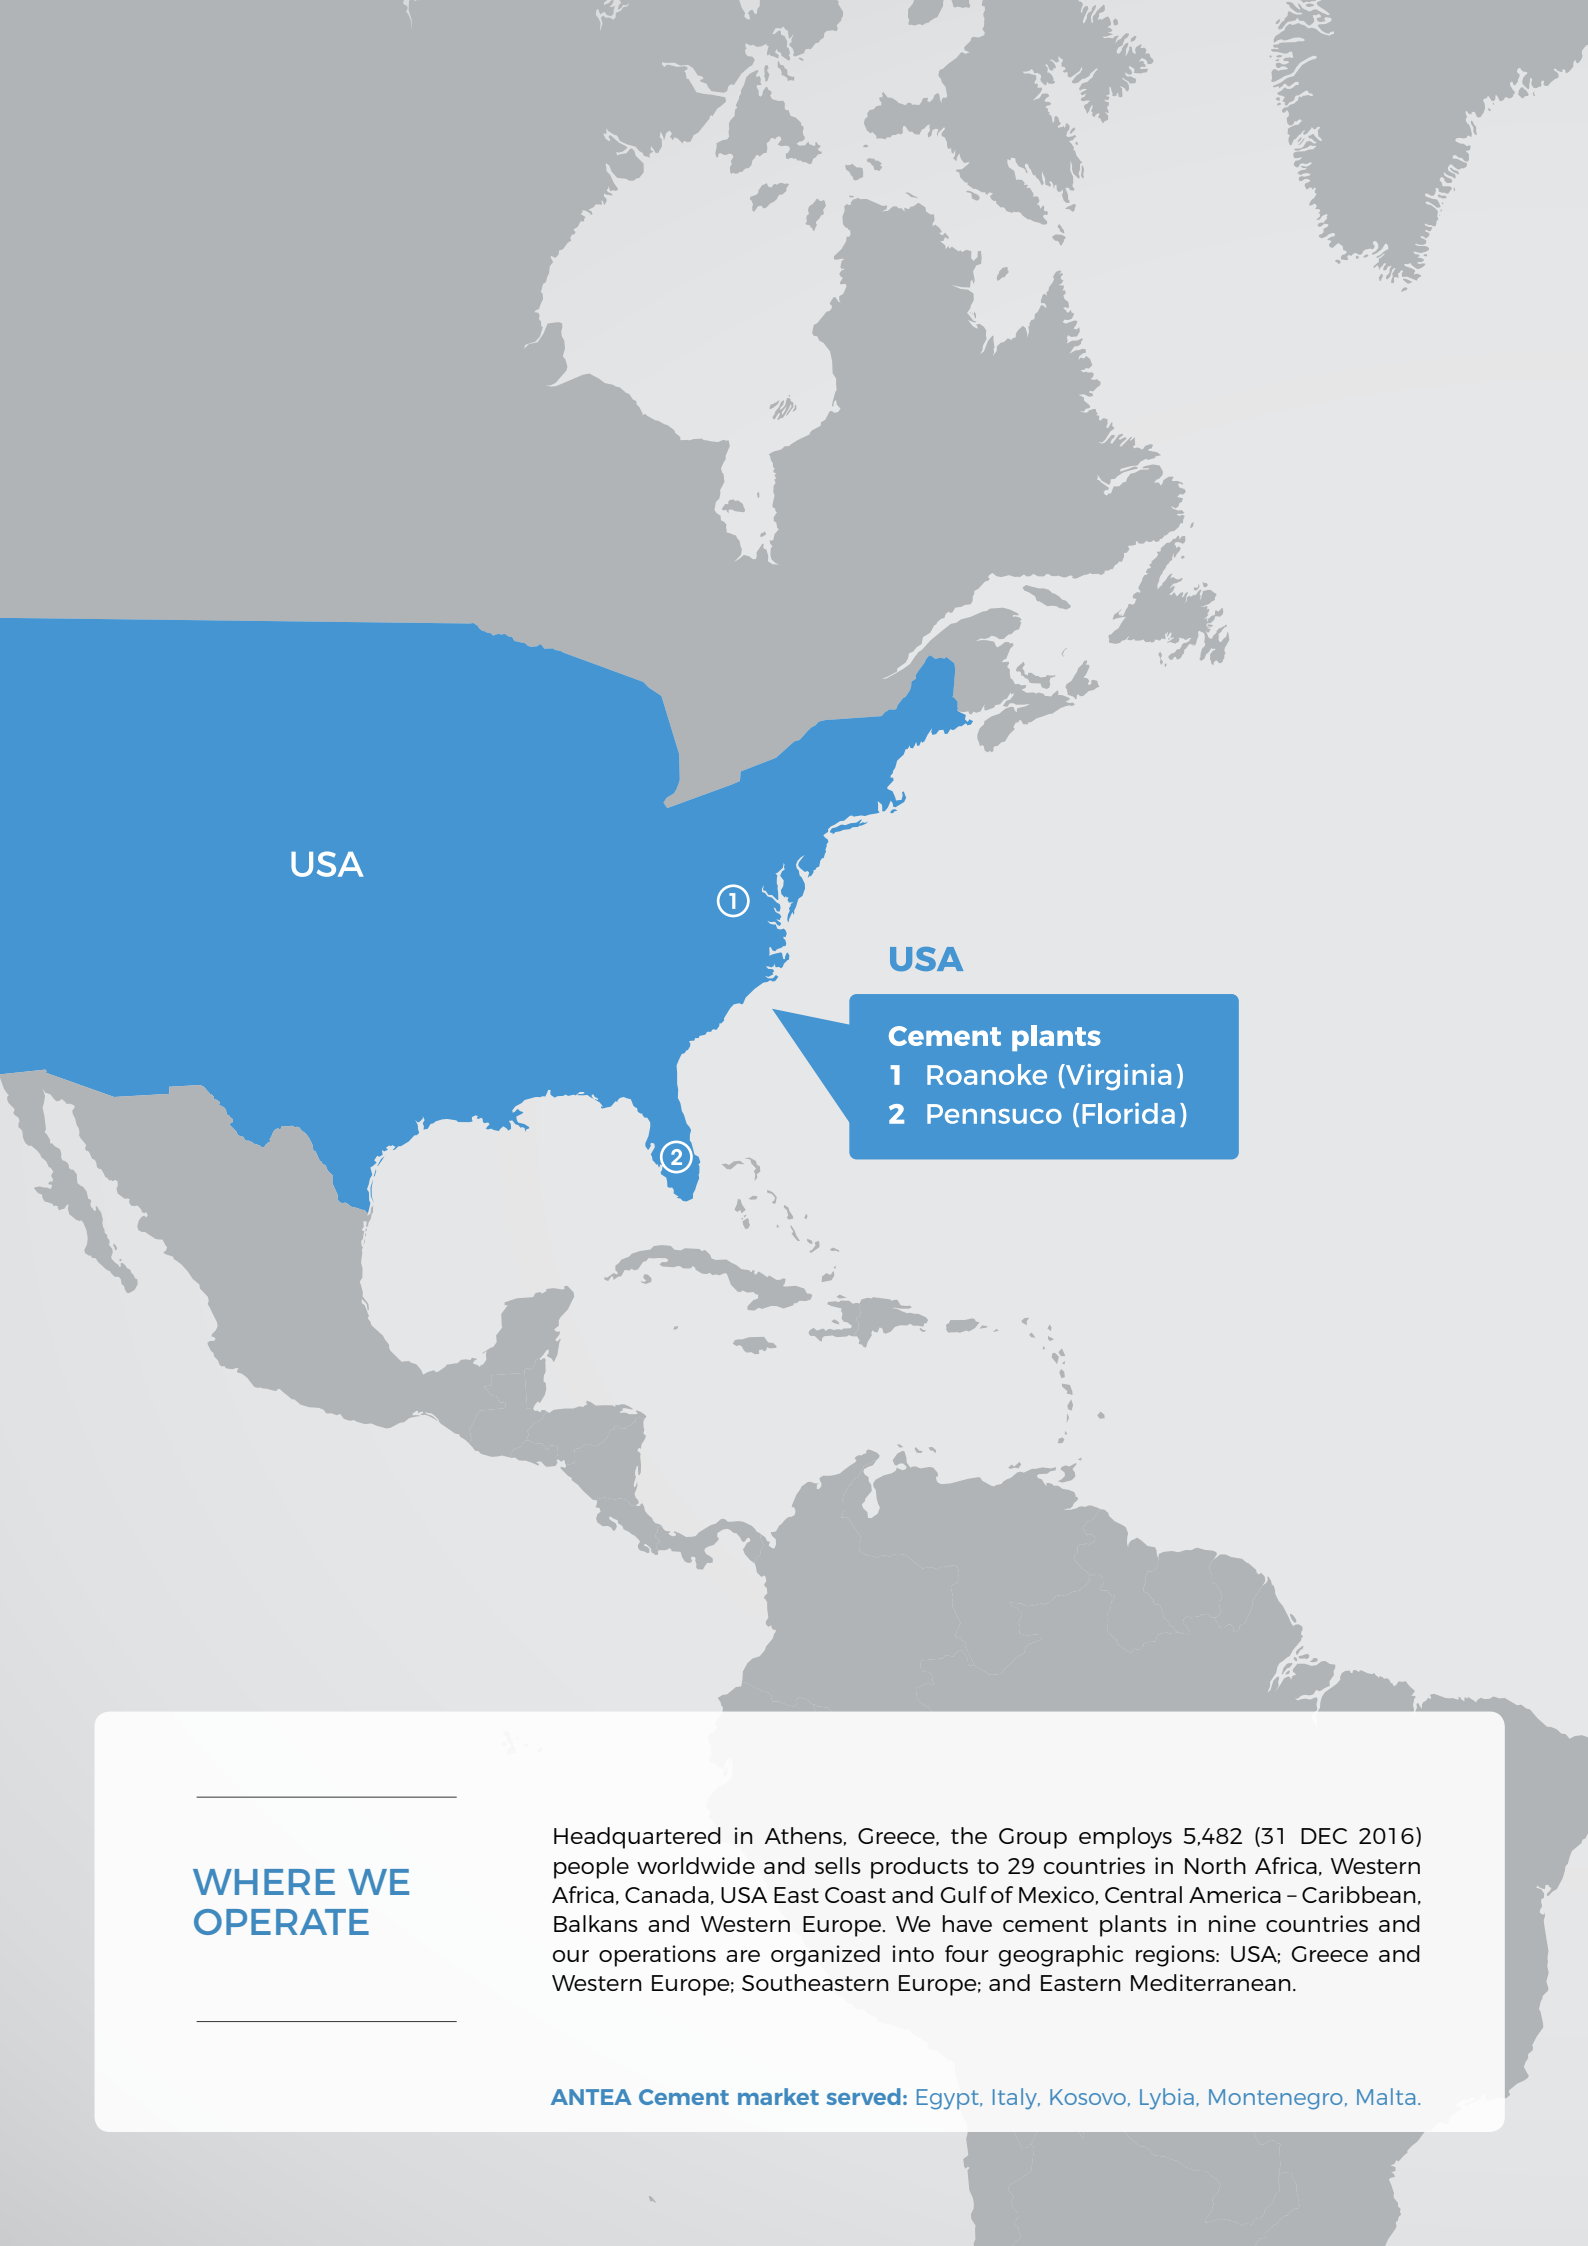 USA
1
USA
Cement plants
1 Roanoke (Virginia)
2 Pennsuco (Florida)
2
WHERE WE
OPERATE
Headquartered in Athens, Greece, the Group employs 5,482 (31 DEC 2016)
people worldwide and sells products to 29 countries in North Africa, Western
Africa, Canada, USA East Coast and Gulf of Mexico, Central America – Caribbean,
Balkans and Western Europe. We have cement plants in nine countries and
our operations are organized into four geographic regions: USA; Greece and
Western Europe; Southeastern Europe; and Eastern Mediterranean.
ANTEA Cement market served: Egypt, Italy, Kosovo, Lybia, Montenegro, Malta.